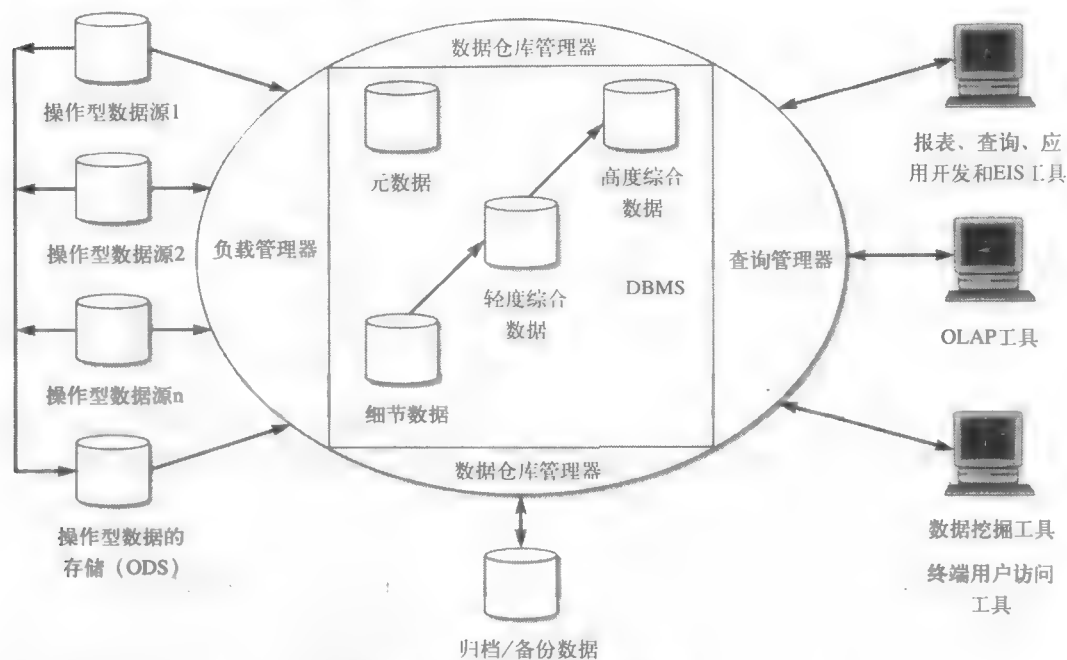 数据仓库管理器
操作型数据源1
元数据
高度综合
数据
报表、查询、应
用开发和EIS工具
操作型数据源2
负载管理器
轻度综合
数据
DBMS
查询管理器
OLAP工具
操作型数据源n
细节数据
数据仓库管理器
操作型数据的
存储（ODS）
数据挖掘工具
终端用户访问
工具
归档/备份数据